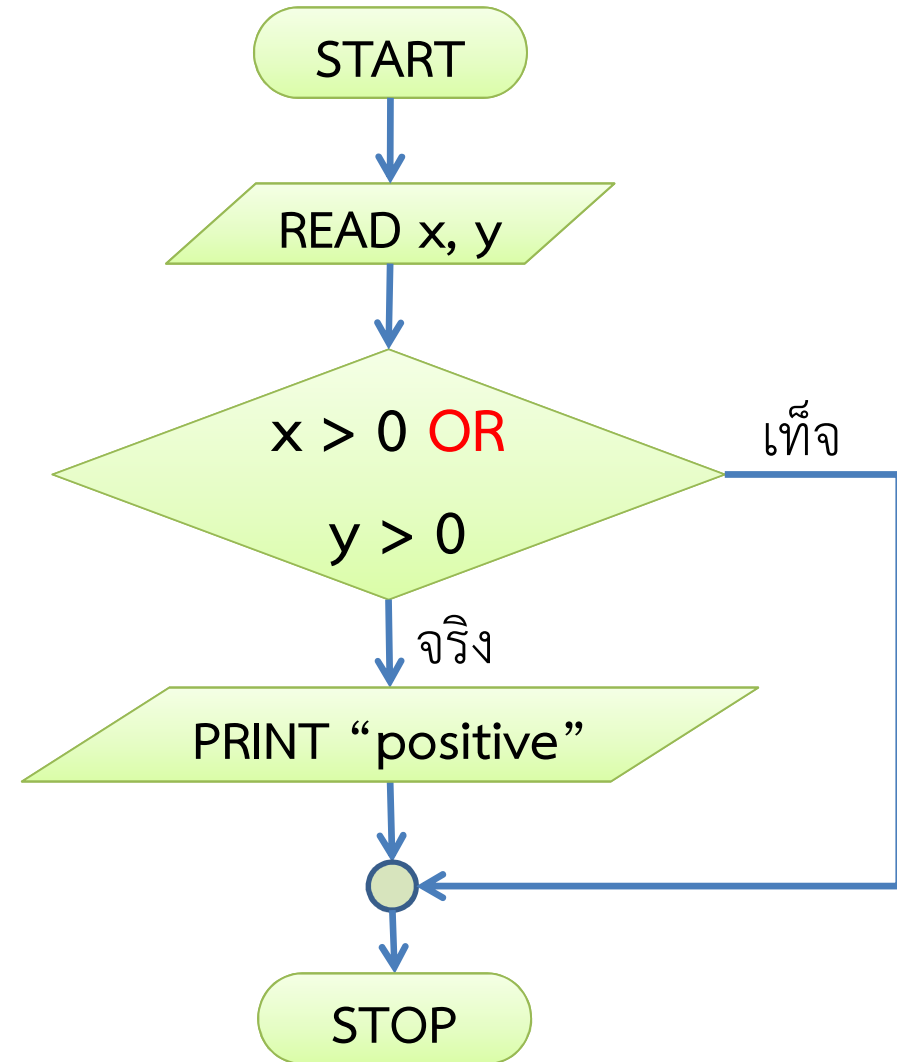 START
READ x, y
x > 0 OR
y > 0
เท็จ
จริง
PRINT “positive”
STOP